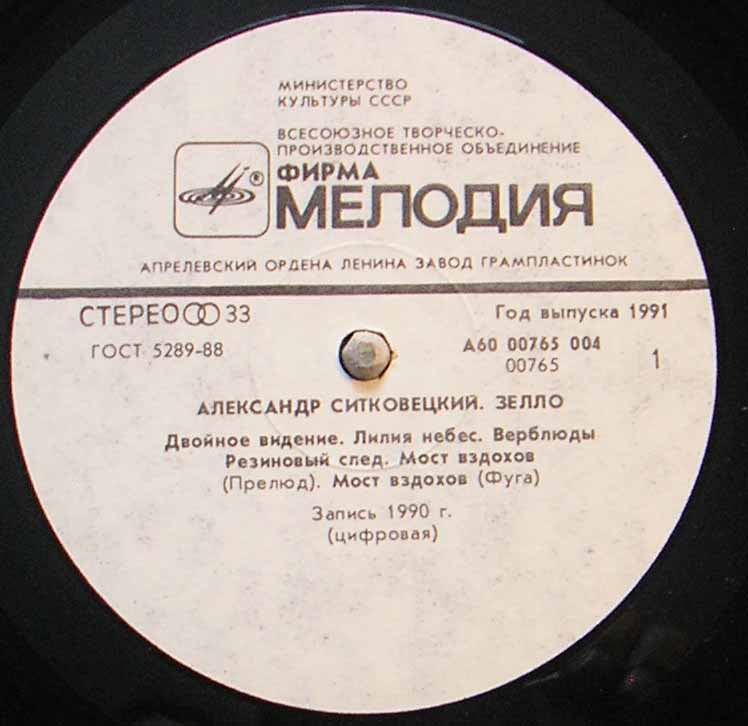 МИНИСТЕРСТВО
КУЛЬТУРЫ СССР
ВСЕСОЮЗНОЕ ТВОРЧЕСКО-
ПРОИЗВОДСТВЕННОЕ ОБЪЕДИНЕНИЕ
®
ФИРМА
МЕЛОДИЯ
АПРЕЛЕВСКИЙ ОРДЕНА ЛЕНИНА ЗАВОД ГРАМПЛАСТИНОК
СТЕРЕО 33
Год выпуска 1991
ГОСТ 5289-88
А60 00765 004
00765
1
АЛЕКСАНДР СИТКОВЕЦКИЙ. ЗЕЛЛО
Двойное видение. Лилия небес. Верблюды
Резиновый след. Мост вздохов
(Прелюд). Мост вздохов (Фуга)
Запись 1990 г.
(цифровая)